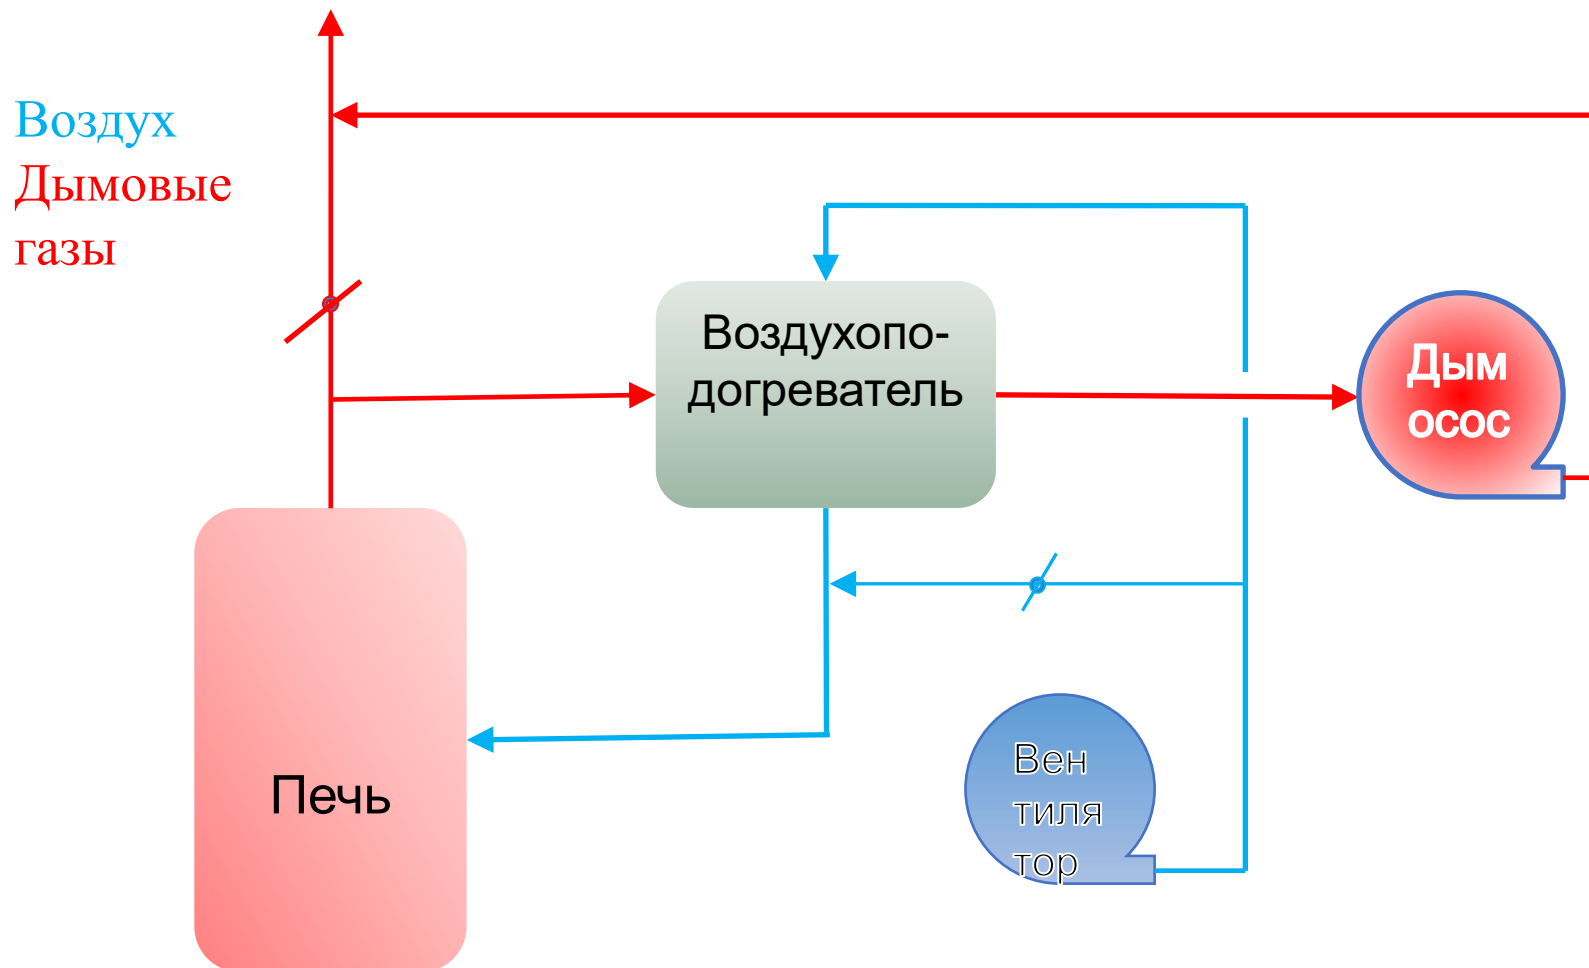 Воздух
Дымовые
газы
Воздухопо-
догреватель
Дым
осос
Вен
тиля
тор
Печь